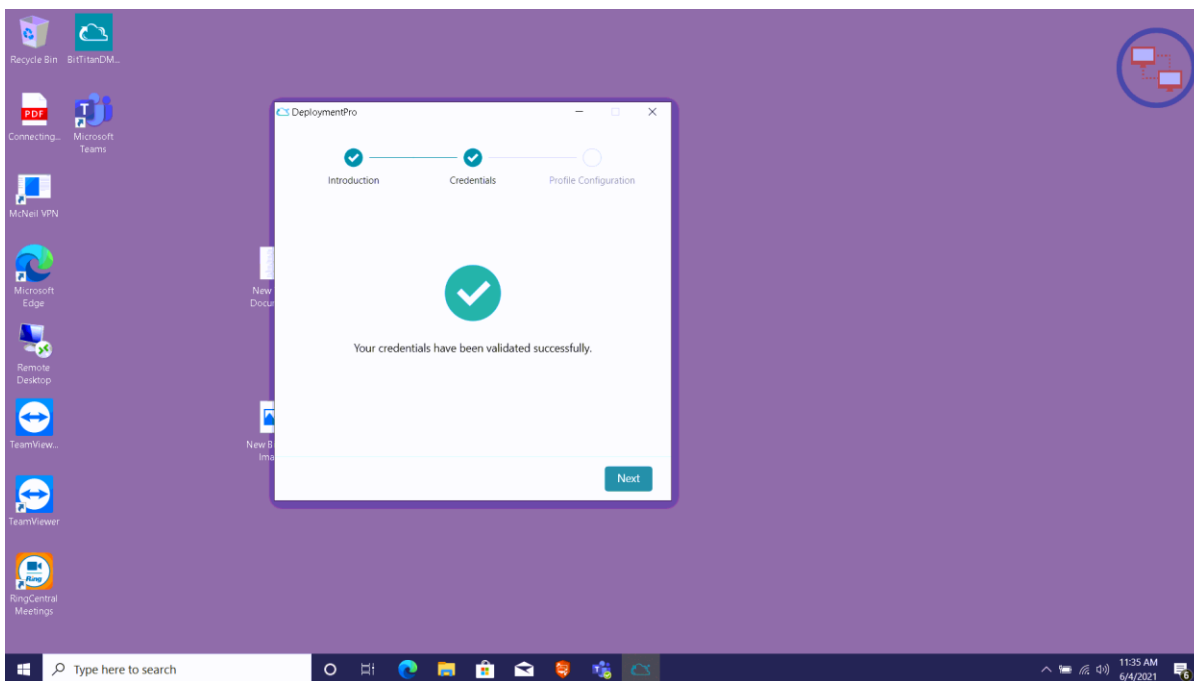 Recycle Bin
BitTitanDM...
PDF
Connecting...
Microsoft
Teams
McNeil VPN
Microsoft
Edge
Remote
Desktop
TeamView...
TeamViewer
Ring
RingCentral
Meetings
New
Docu
New B
Ima
DeploymentPro
Introduction
Credentials
Profile Configuration
Your credentials have been validated successfully.
Next
Type here to search
11:35 AM
6/4/2021
6